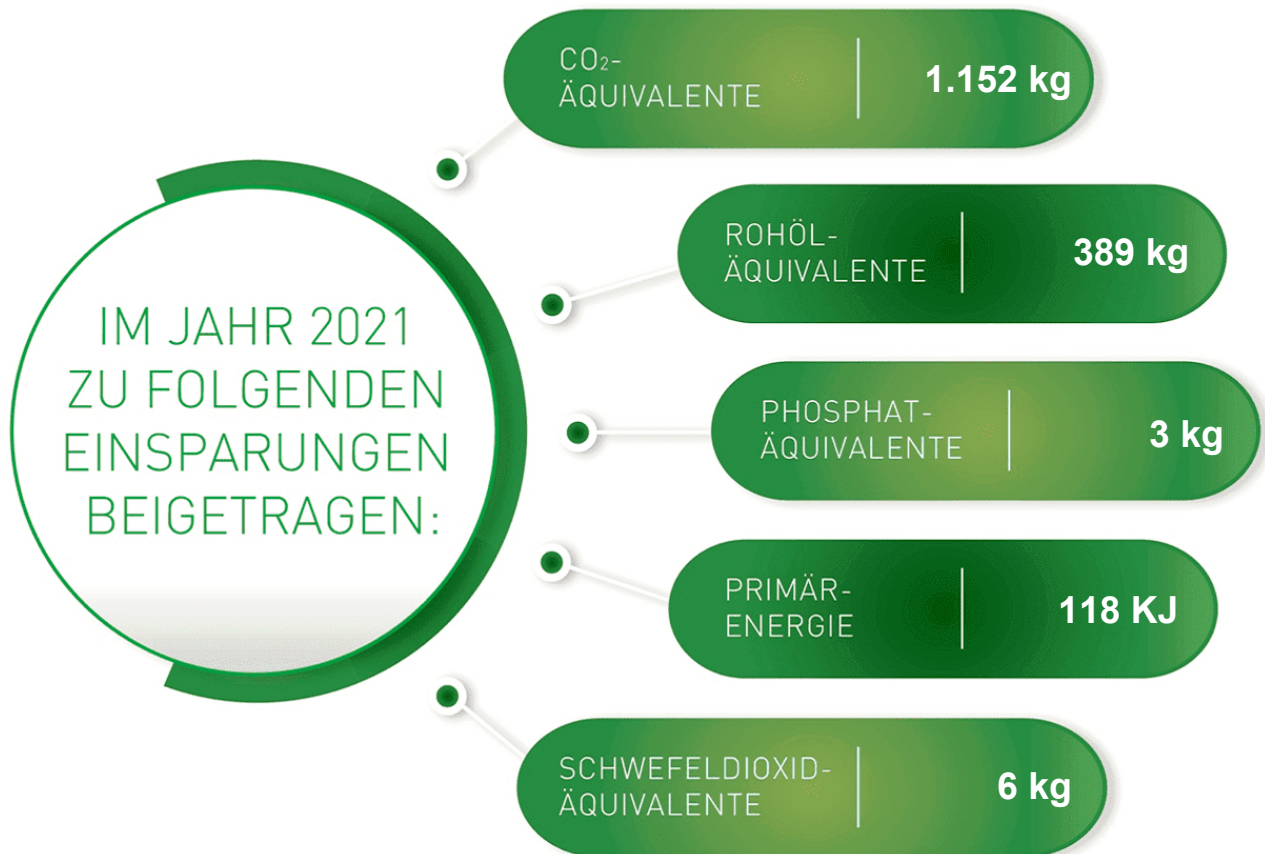 IM JAHR 2021
ZU FOLGENDEN
EINSPARUNGEN
BEIGETRAGEN:
CO₂-
ÄQUIVALENTE
1.152 kg
ROHÖL-
ÄQUIVALENTE
389 kg
PHOSPHAT-
ÄQUIVALENTE
3 kg
PRIMÄR-
ENERGIE
118 KJ
SCHWEFELDIOXID-
ÄQUIVALENTE
6 kg